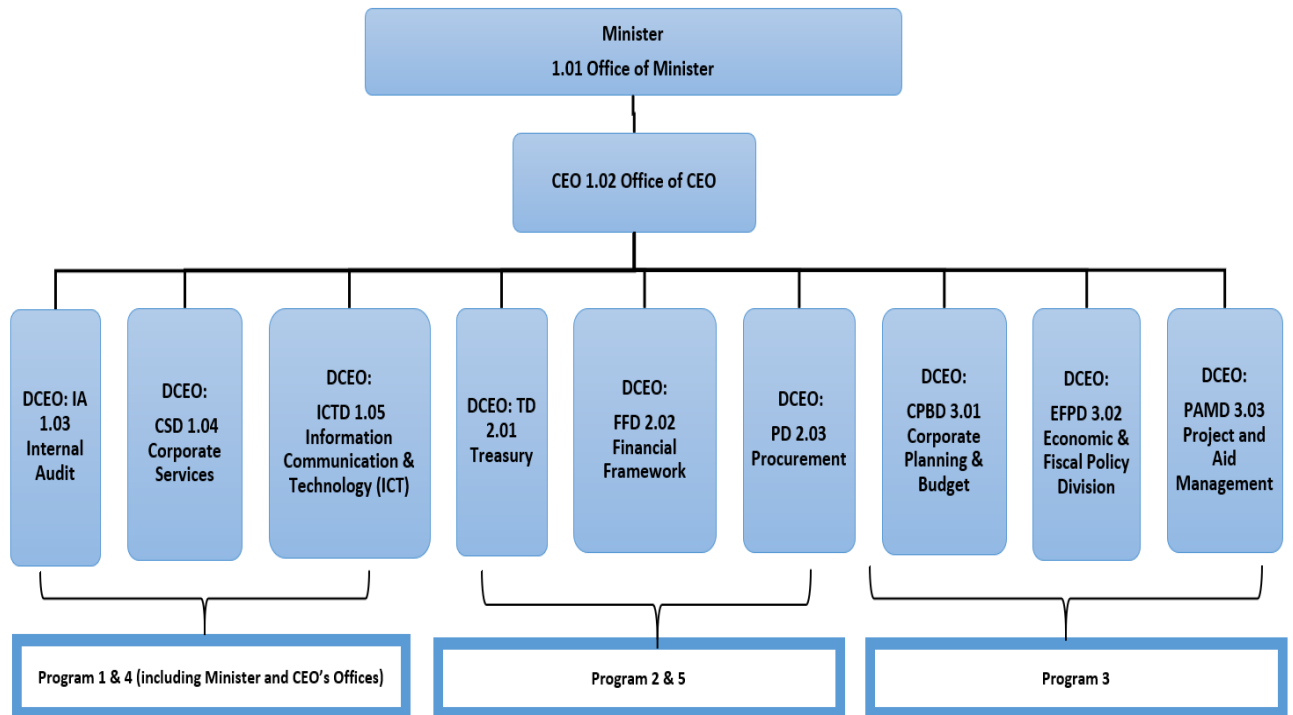 Minister
1.01 Office of Minister
CEO 1.02 Office of CEO
DCEO: IA
1.03
Internal
Audit
DCEO:
CSD 1.04
Corporate
Services
DCEO:
ICTD 1.05
Information
Communication &
Technology (ICT)
DCEO: TD
2.01
Treasury
DCEO:
FFD 2.02
Financial
Framework
DCEO:
PD 2.03
Procurement
DCEO:
CPBD 3.01
Corporate
Planning &
Budget
DCEO:
EFPD 3.02
Economic &
Fiscal Policy
Division
DCEO:
PAMD 3.03
Project and
Aid
Management
Program 1 & 4 (including Minister and CEO’s Offices)
Program 2 & 5
Program 3